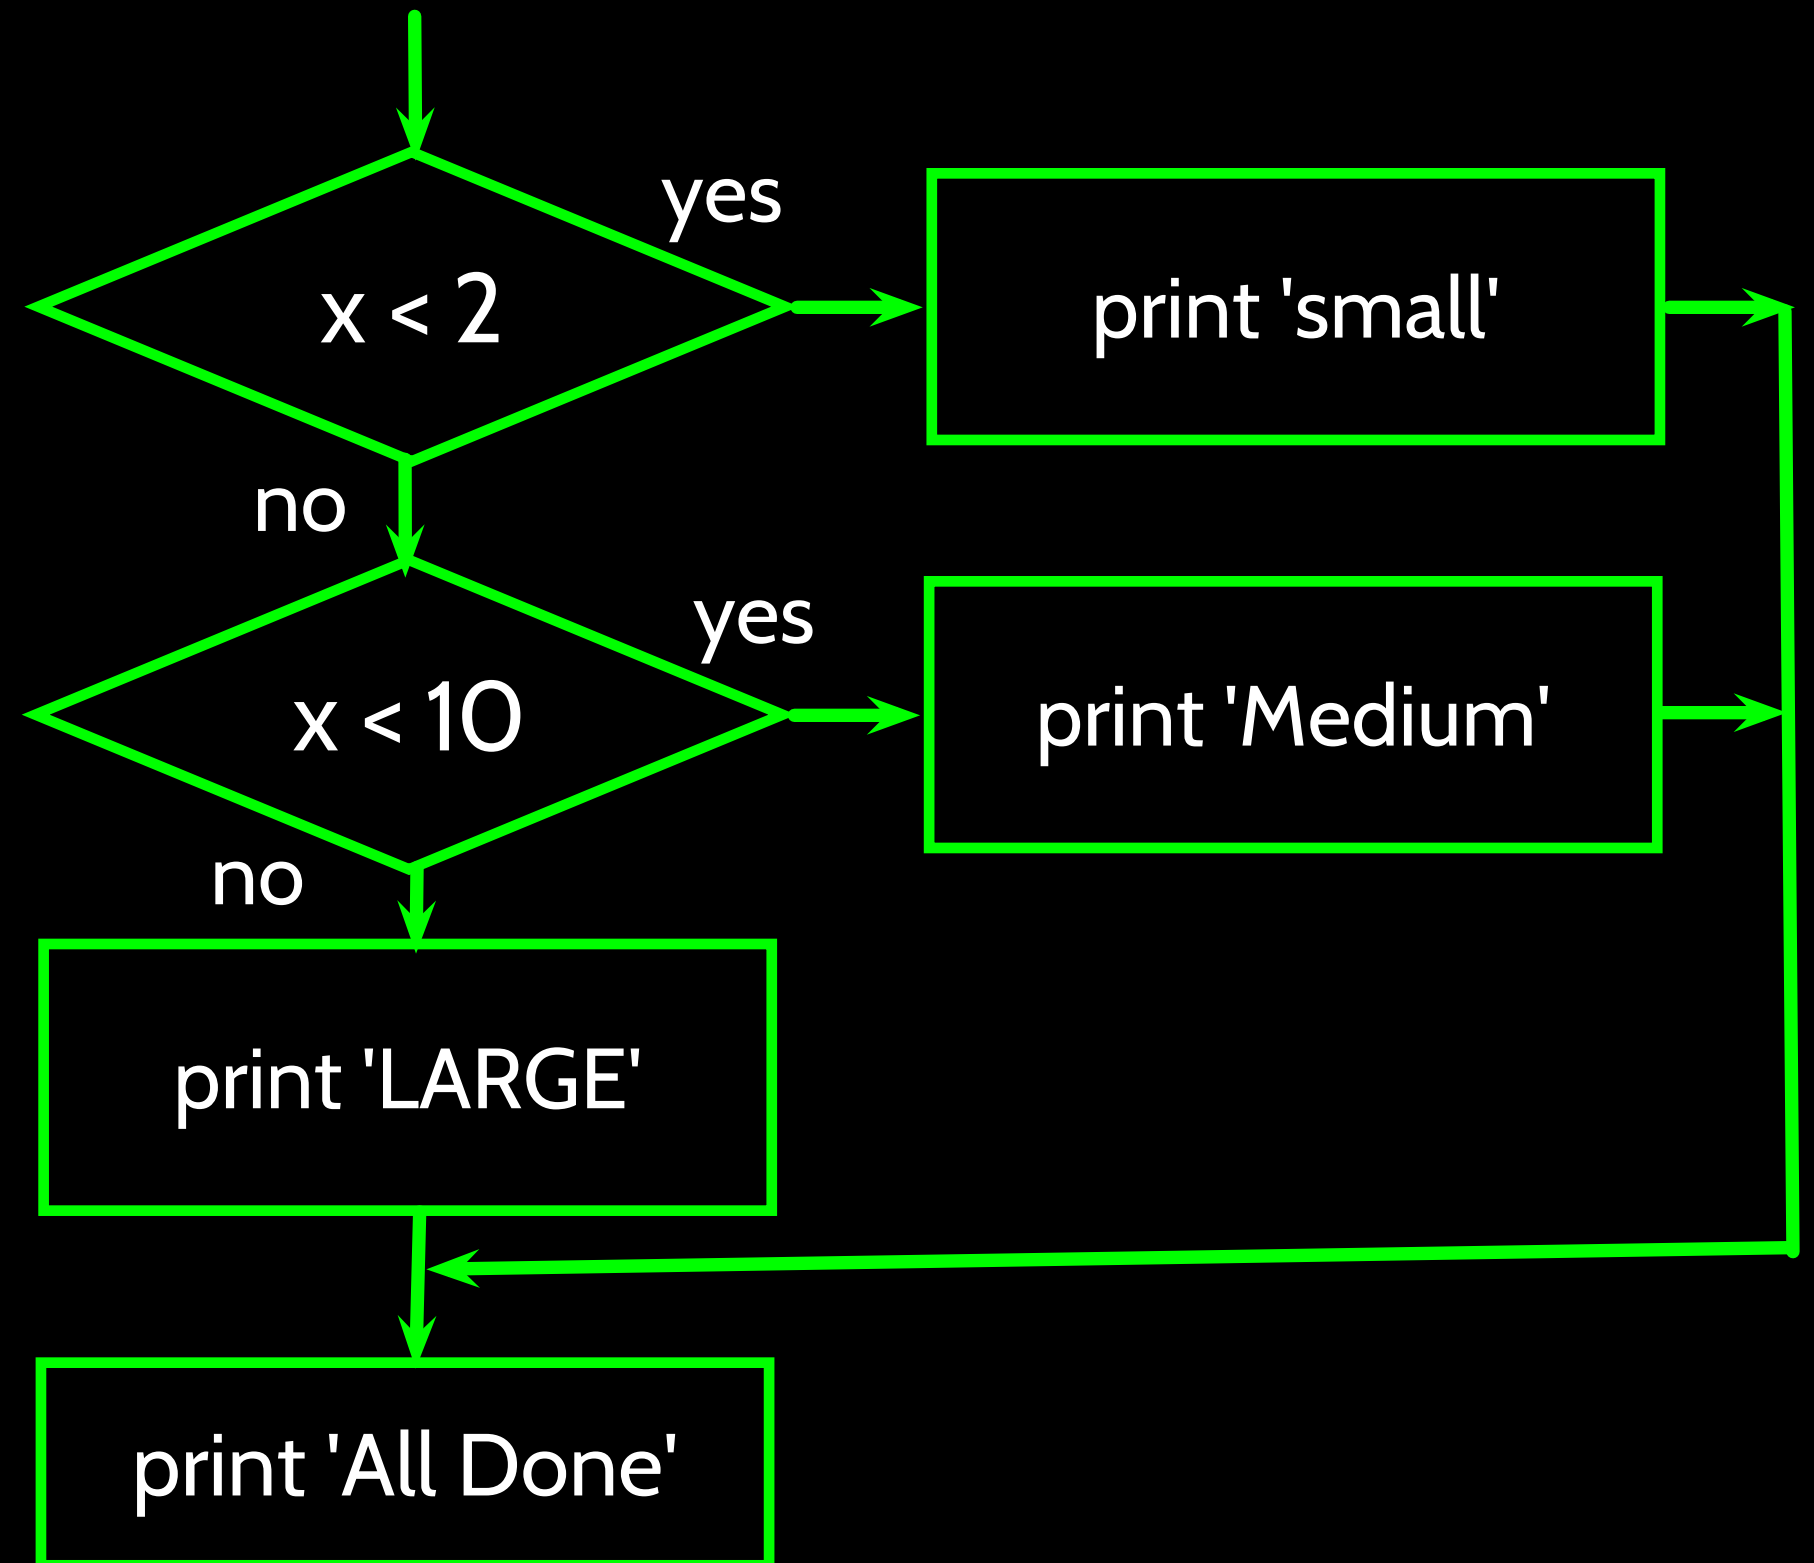 yes
x < 2
print 'small'
no
yes
x < 10
print 'Medium'
no
print 'LARGE'
print 'All Done'